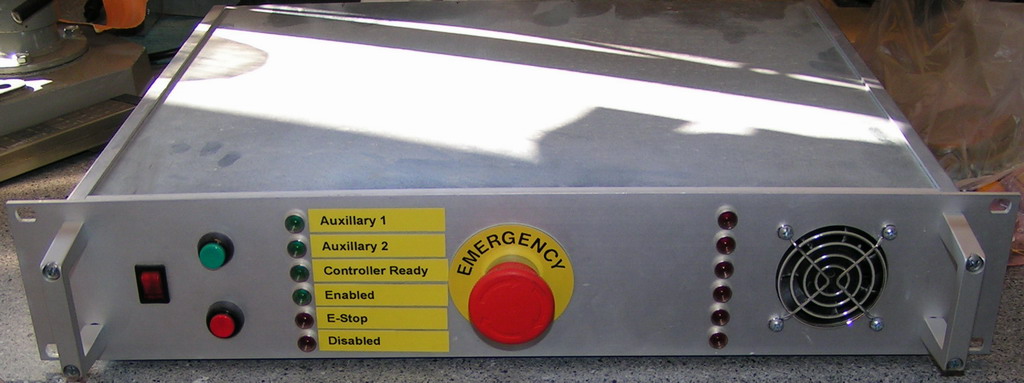 Auxillary 1
Auxillary 2
Controller Ready
Enabled
E-Stop
Disabled
EMERGENCY